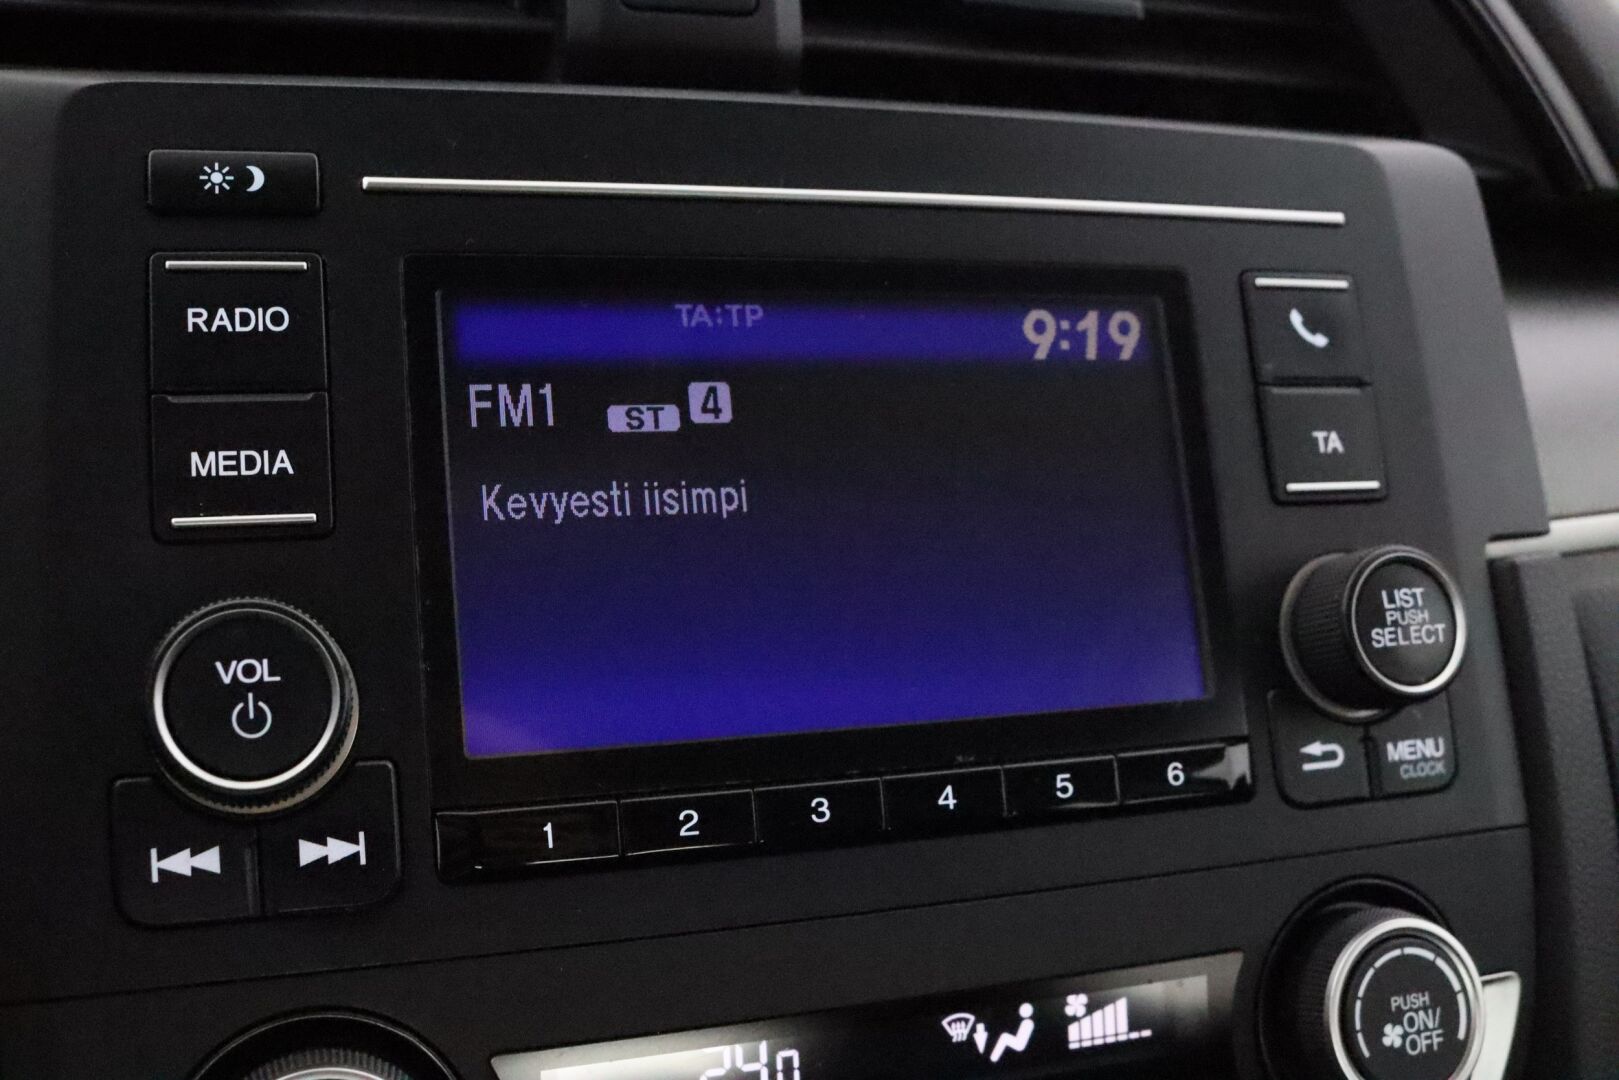 RADIO
MEDIA
VOL
TA:TP
9:19
FM1 ST 4
Kevyesti iisimpi
TA
LIST
PUSH
SELECT
MENU
CLOCK
1 2 3 4 5 6
PUSH
ON/
OFF